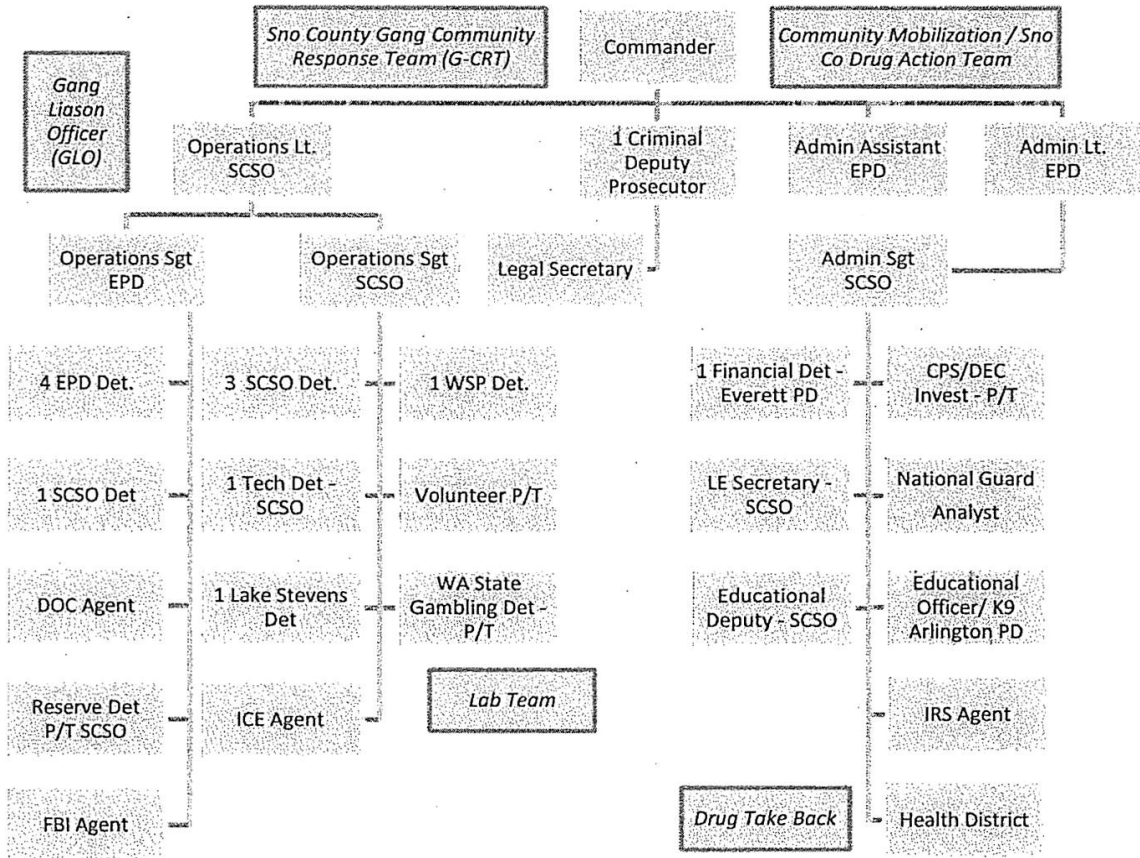 Sno County Gang Community
Response Team (G-CRT)
Commander
Community Mobilization / Sno
Co Drug Action Team
Gang
Liason
Officer
(GLO)
Operations Lt.
SCSO
1 Criminal
Deputy
Prosecutor
Admin Assistant
EPD
Admin Lt.
EPD
Operations Sgt
EPD
Operations Sgt
SCSO
Legal Secretary
Admin Sgt
SCSO
4 EPD Det.
3 SCSO Det.
1 WSP Det.
1 Financial Det -
Everett PD
CPS/DEC
Invest - P/T
1 SCSO Det
1 Tech Det -
SCSO
Volunteer P/T
LE Secretary -
SCSO
National Guard
Analyst
DOC Agent
1 Lake Stevens
Det
WA State
Gambling Det -
P/T
Educational
Deputy - SCSO
Educational
Officer/ K9
Arlington PD
Reserve Det
P/T SCSO
ICE Agent
Lab Team
IRS Agent
FBI Agent
Drug Take Back
Health District